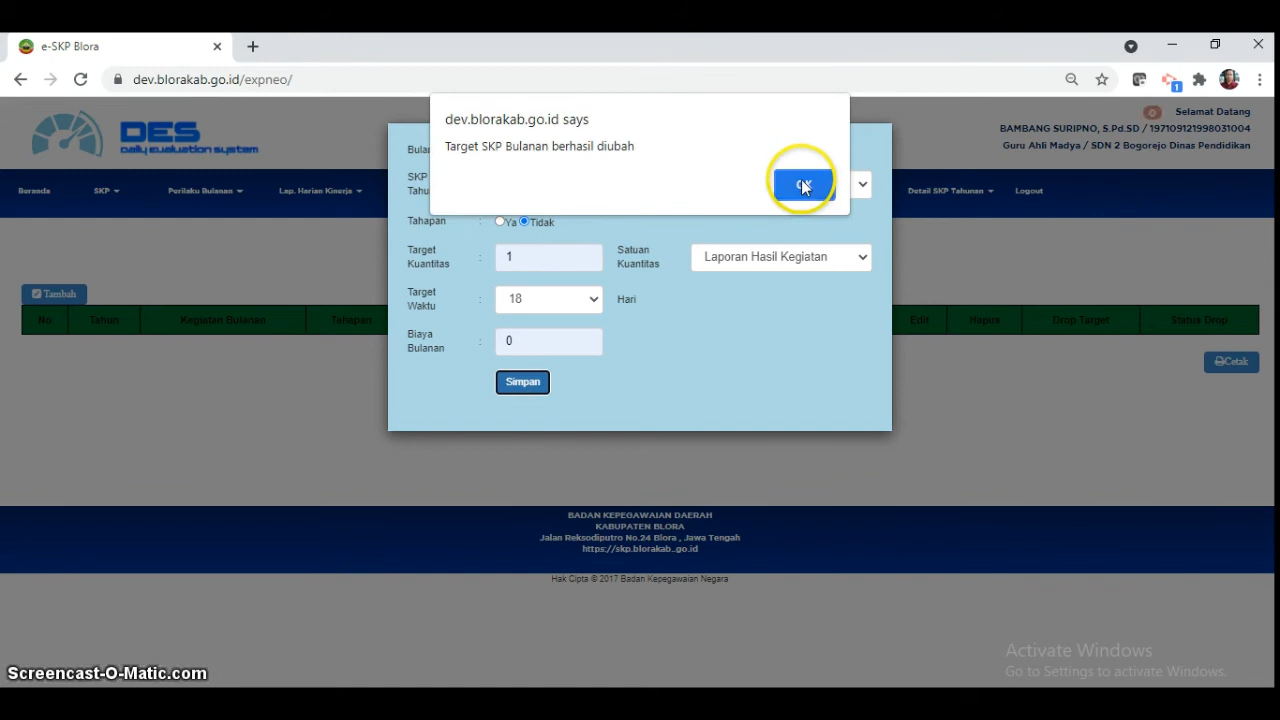 e-SKP Blora
dev.blorakab.go.id/expneo/
1
DES
daily evaluation system
0
Selamat Datang
BAMBANG SURIPNO, S.Pd.SD / 197109121998031004
Guru Ahli Madya / SDN 2 Bogorejo Dinas Pendidikan
Beranda
SKP
Perilaku Bulanan
Lap. Harian Kinerja
Detail SKP Tahunan
Logout
dev.blorakab.go.id says
Target SKP Bulanan berhasil diubah
OK
SKP
Tahapan : Ya Tidak
Target Kuantitas : 1
Satuan Kuantitas
Laporan Hasil Kegiatan
Target Waktu : 18 Hari
Biaya Bulanan : 0
Simpan
Tambah
No
Tahun
Kegiatan Bulanan
Tahapan
Edit
Hapus
Drop Target
Status Drop
Cetak
BADAN KEPEGAWAIAN DAERAH
KABUPATEN BLORA
Jalan Reksodiputro No.24 Blora , Jawa Tengah
https://skp.blorakab.go.id
Hak Cipta © 2017 Badan Kepegawaian Negara
Activate Windows
Go to Settings to activate Windows.
Screencast-O-Matic.com